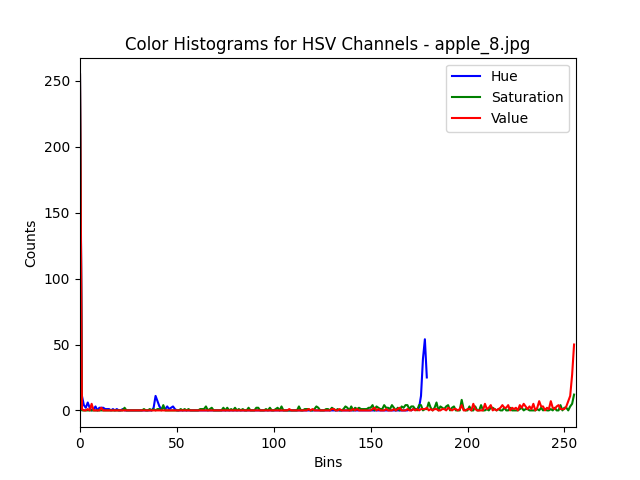 Color Histograms for HSV Channels - apple_8.jpg
Hue
Saturation
Value
Counts
250
200
150
100
50
0
0 50 100 150 200 250
Bins